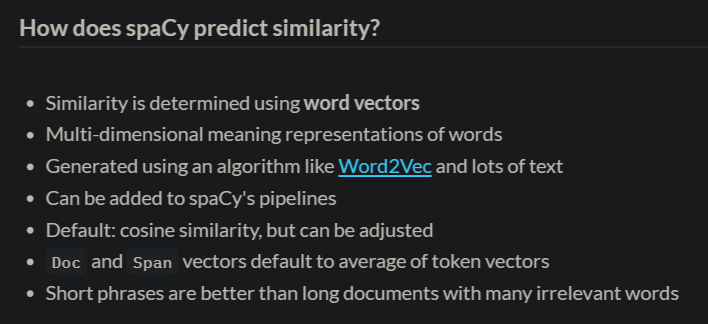 How does spaCy predict similarity?
• Similarity is determined using word vectors
• Multi-dimensional meaning representations of words
• Generated using an algorithm like Word2Vec and lots of text
• Can be added to spaCy's pipelines
• Default: cosine similarity, but can be adjusted
• Doc and Span vectors default to average of token vectors
• Short phrases are better than long documents with many irrelevant words